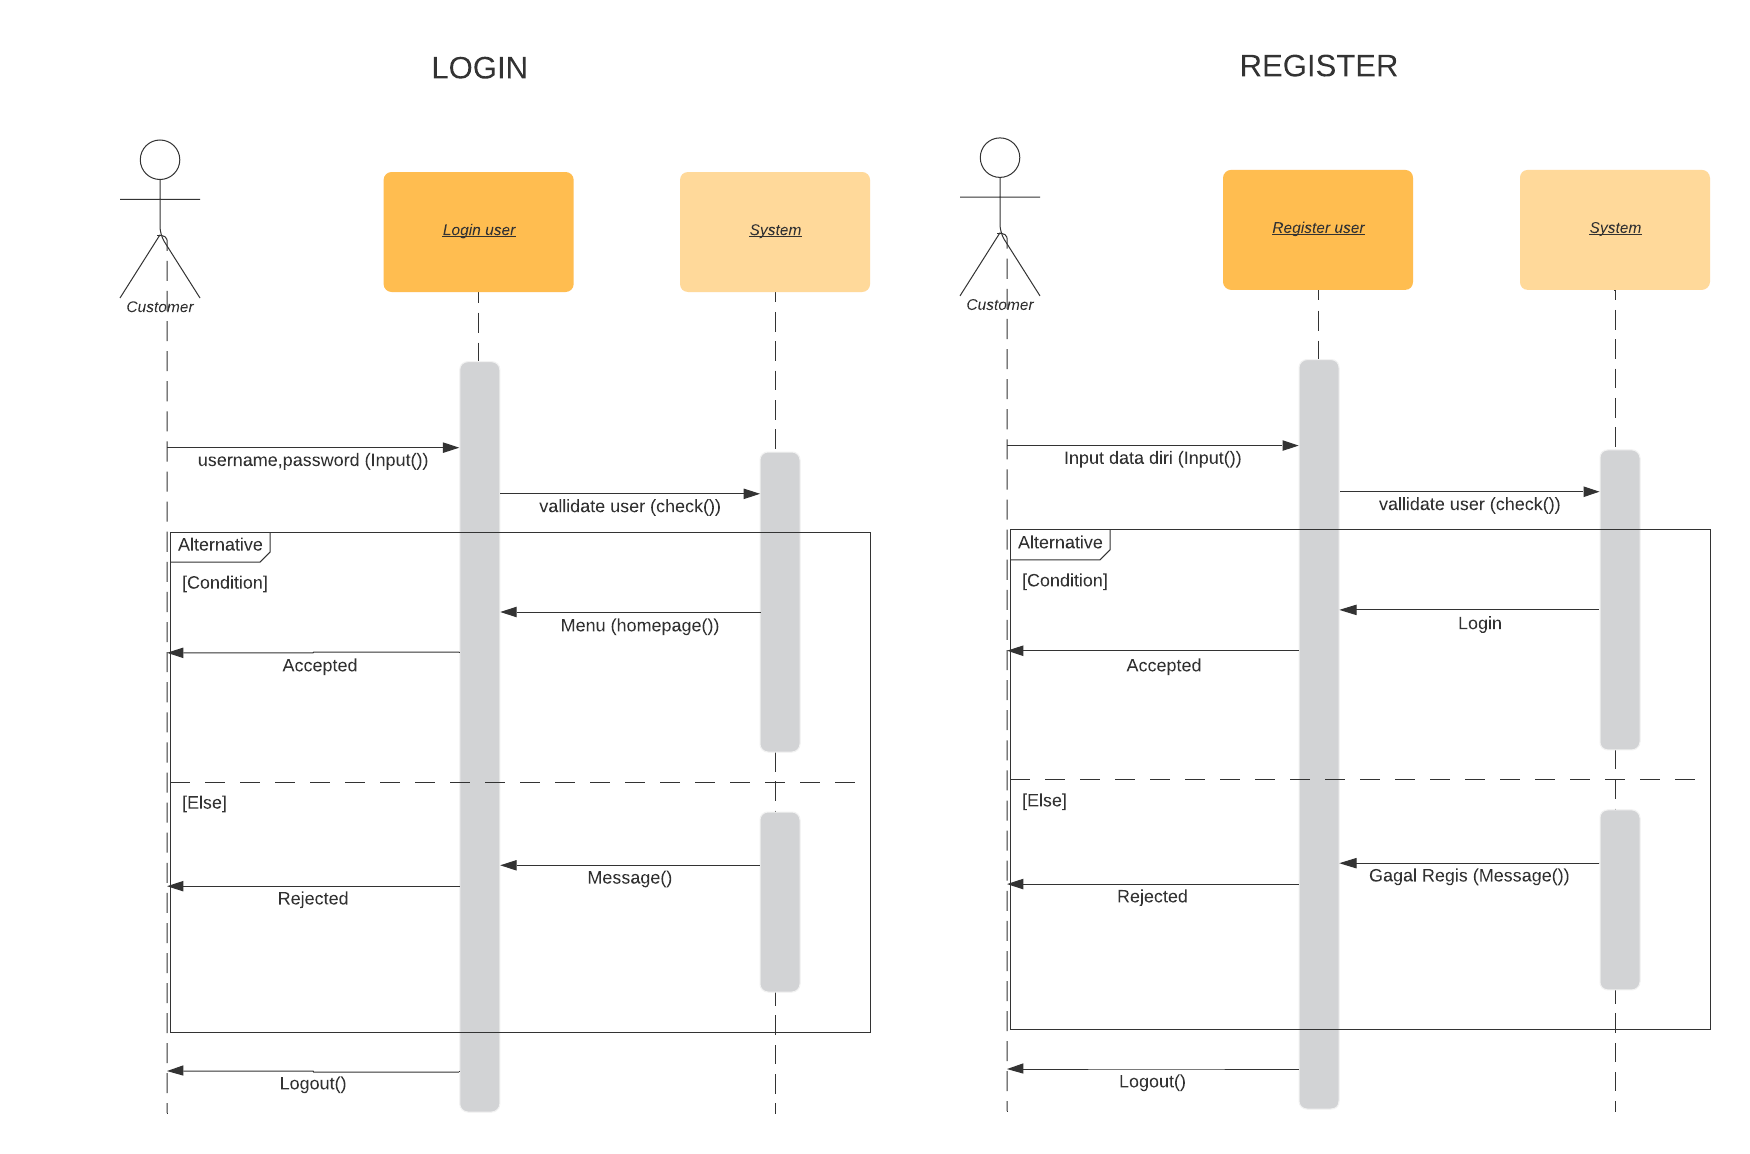 LOGIN
Customer
Login user
System
username,password (Input())
vallidate user (check())
Alternative
[Condition]
Menu (homepage())
Accepted
[Else]
Message()
Rejected
Logout()
REGISTER
Customer
Register user
System
Input data diri (Input())
vallidate user (check())
Alternative
[Condition]
Login
Accepted
[Else]
Gagal Regis (Message())
Rejected
Logout()